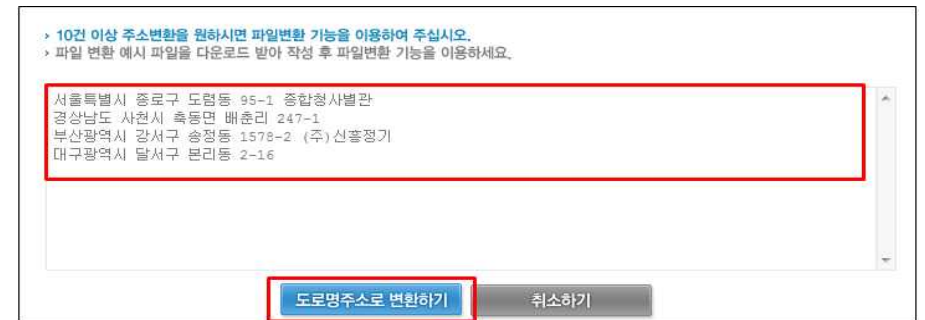 › 10건 이상 주소변환을 원하시면 파일변환 기능을 이용하여 주십시오.
› 파일 변환 예시 파일을 다운로드 받아 작성 후 파일변환 기능을 이용하세요.
서울특별시 종로구 도렴동 95-1 종합청사별관
경상남도 사천시 축동면 배춘리 247-1
부산광역시 강서구 송정동 1578-2 (주)신흥정기
대구광역시 달서구 본리동 2-16
도로명주소로 변환하기 취소하기